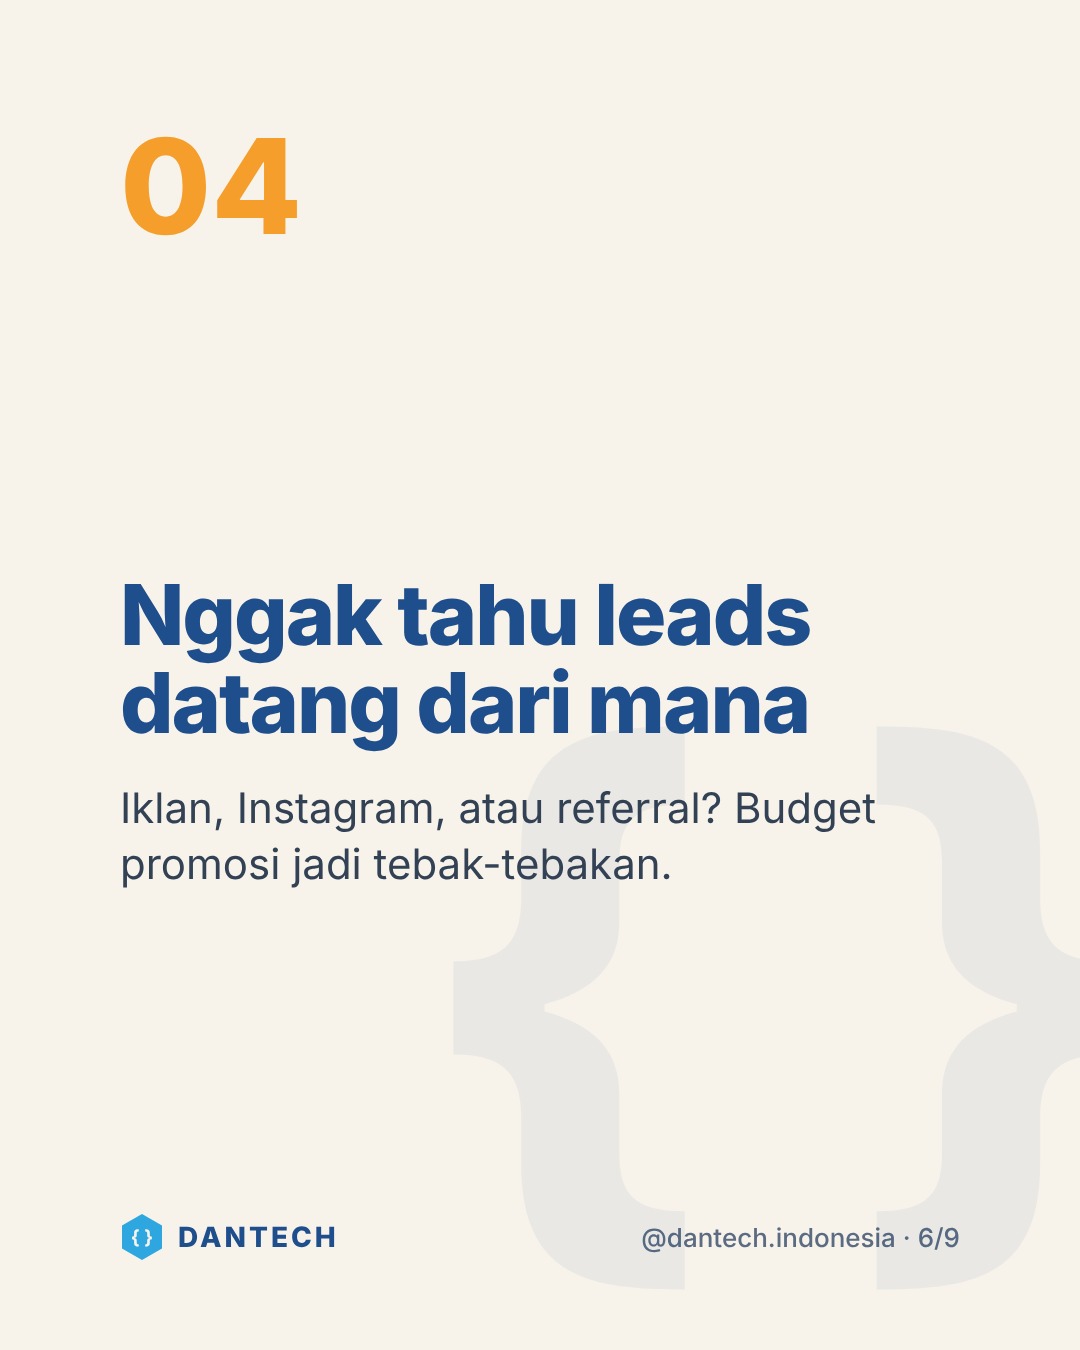 04
Nggak tahu leads
datang dari mana
Iklan, Instagram, atau referral? Budget
promosi jadi tebak-tebakan.
{ }
{} DANTECH
@dantech.indonesia · 6/9